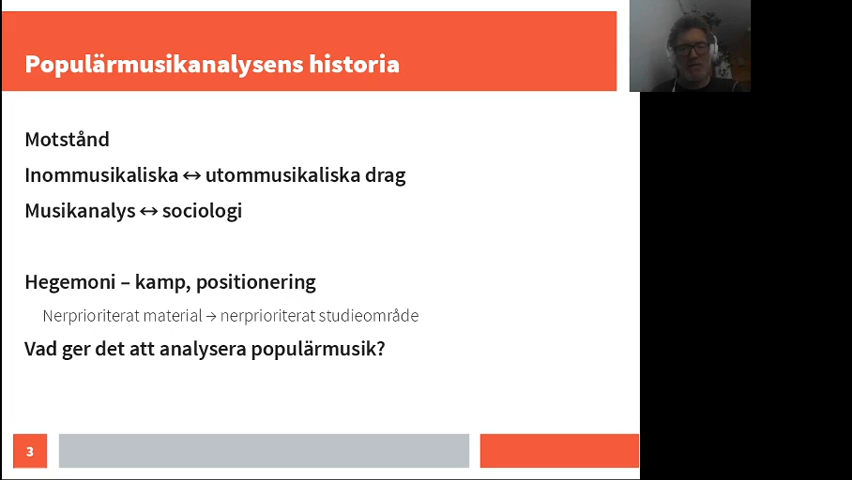 Populärmusikanalysens historia
Motstånd
Inommusikaliska ↔ utommusikaliska drag
Musikanalys ↔ sociologi
Hegemoni – kamp, positionering
Nerprioriterat material → nerprioriterat studieområde
Vad ger det att analysera populärmusik?
3